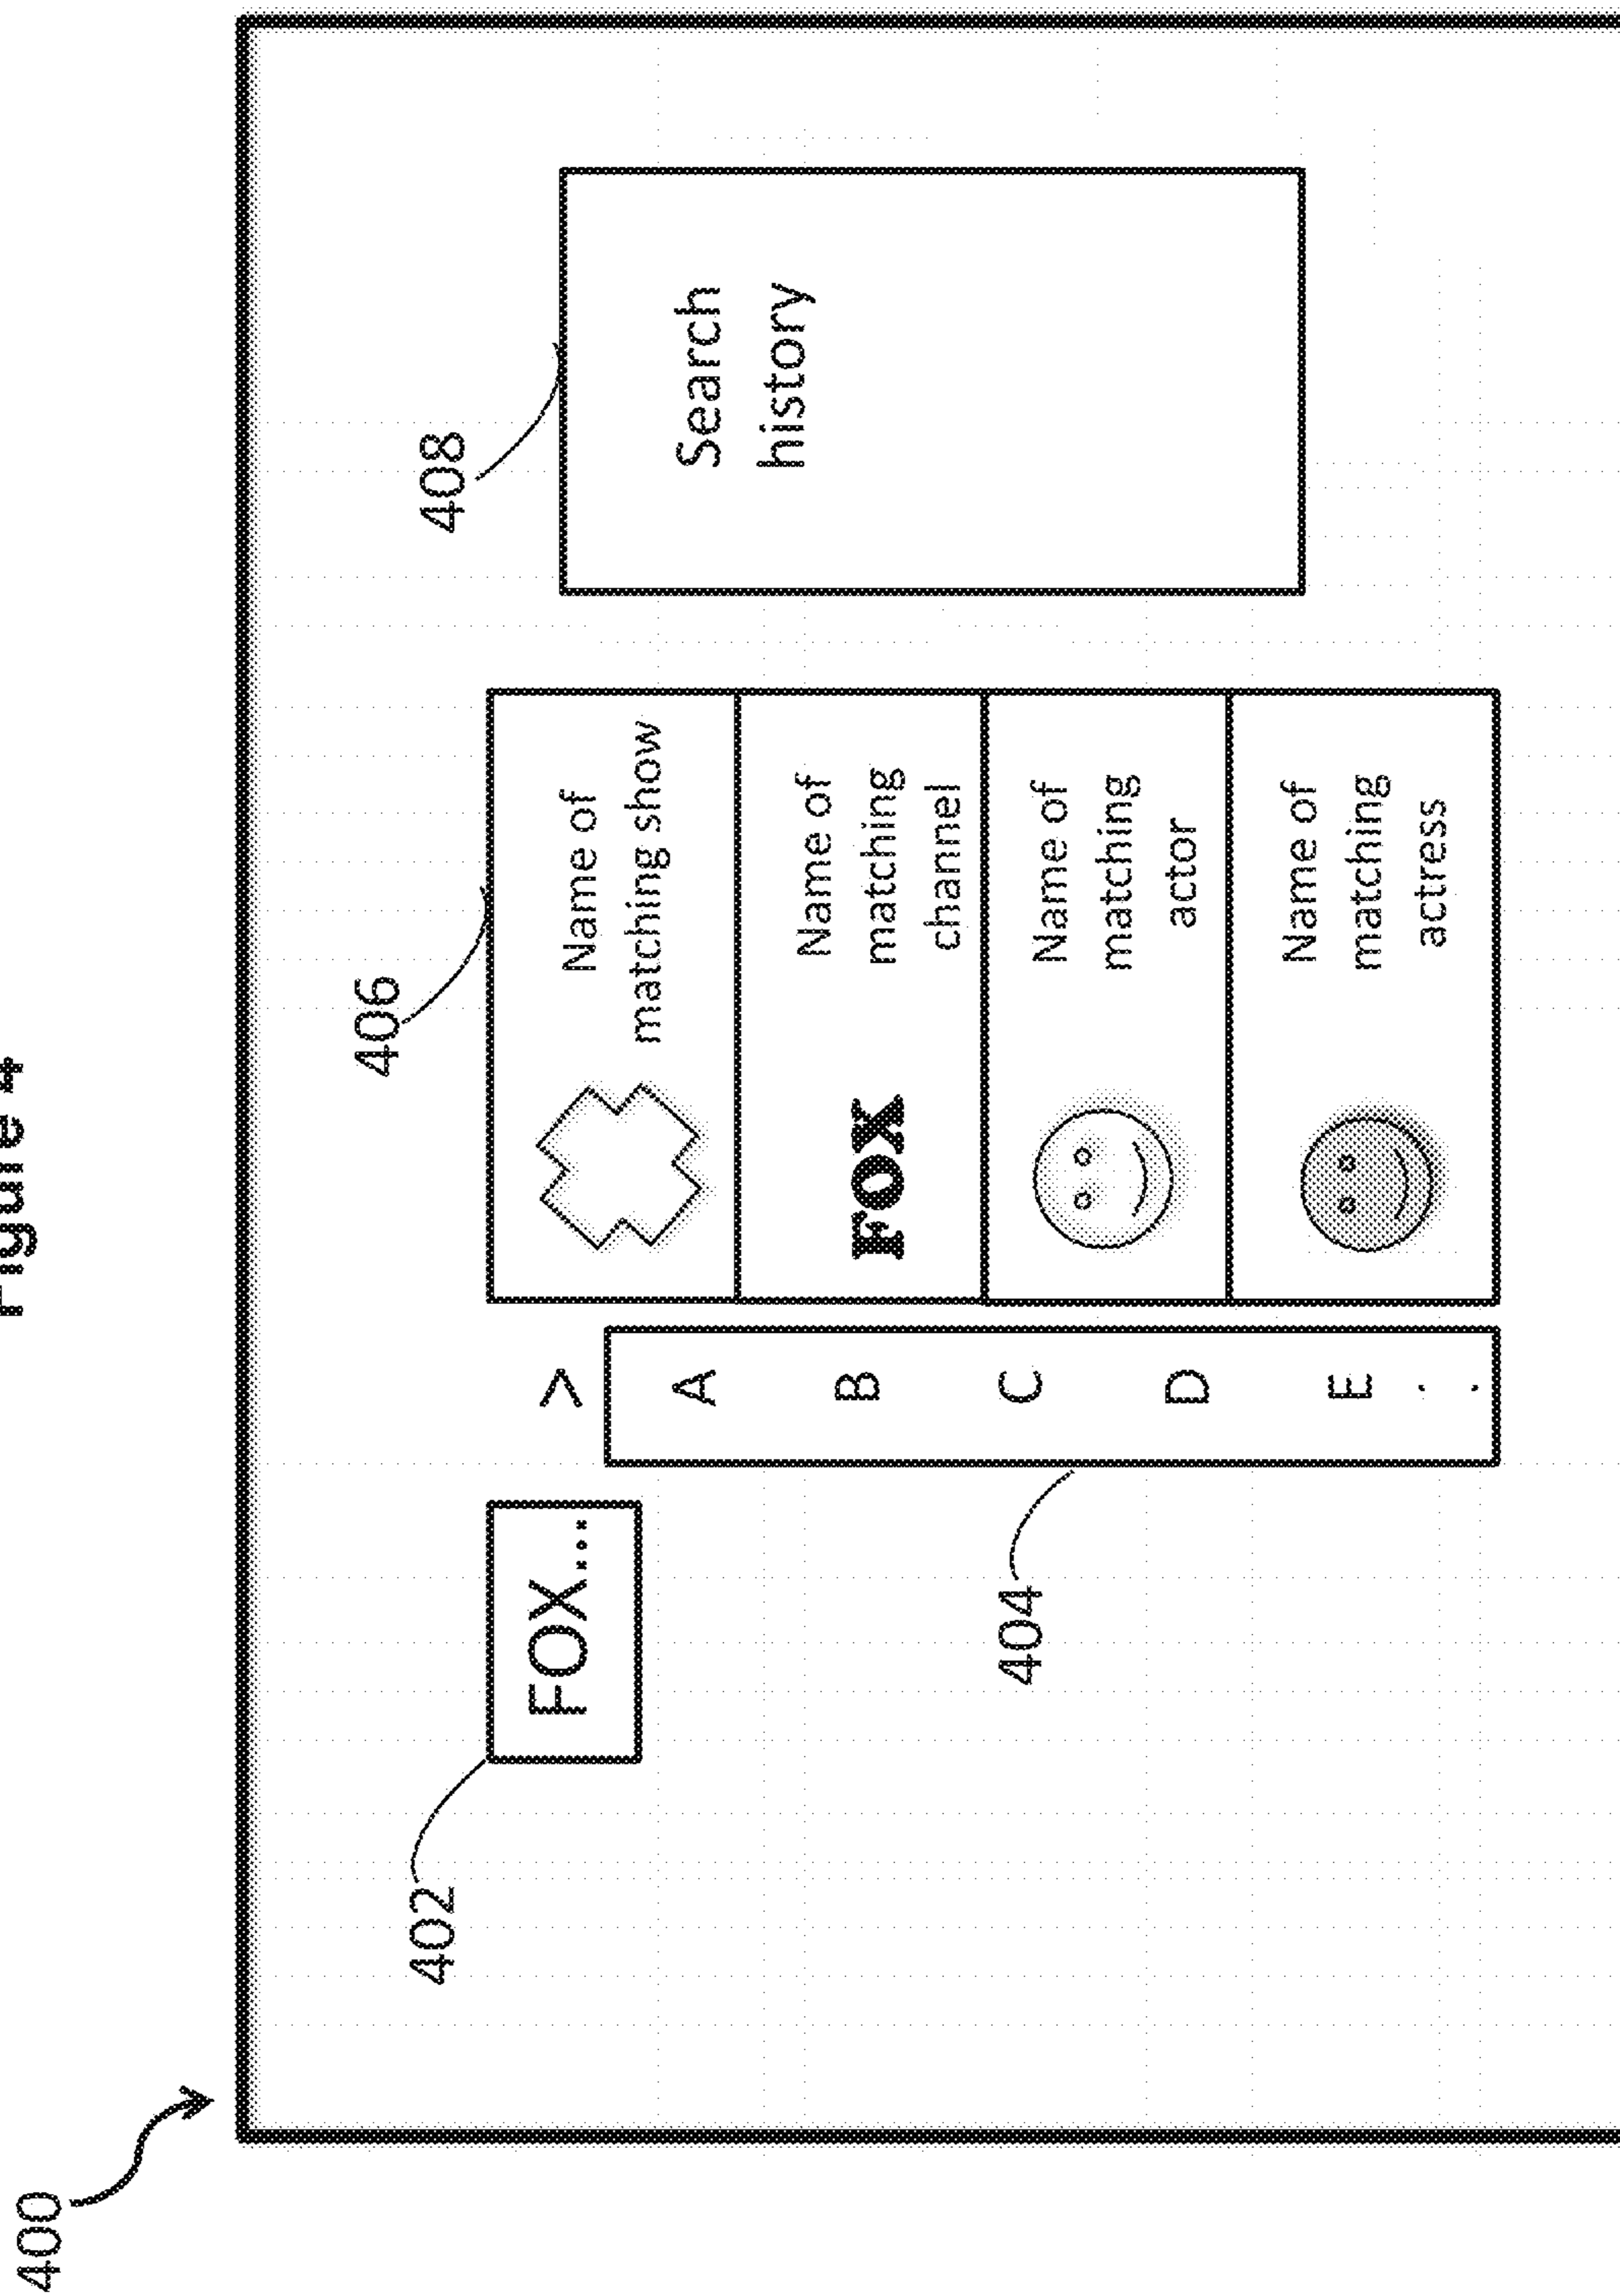 Figure 4
400
402
FOX...
404
>
A
B
C
D
E
.
.
406
Name of
matching show
FOX
Name of
matching
channel
Name of
matching
actor
Name of
matching
actress
408
Search
history